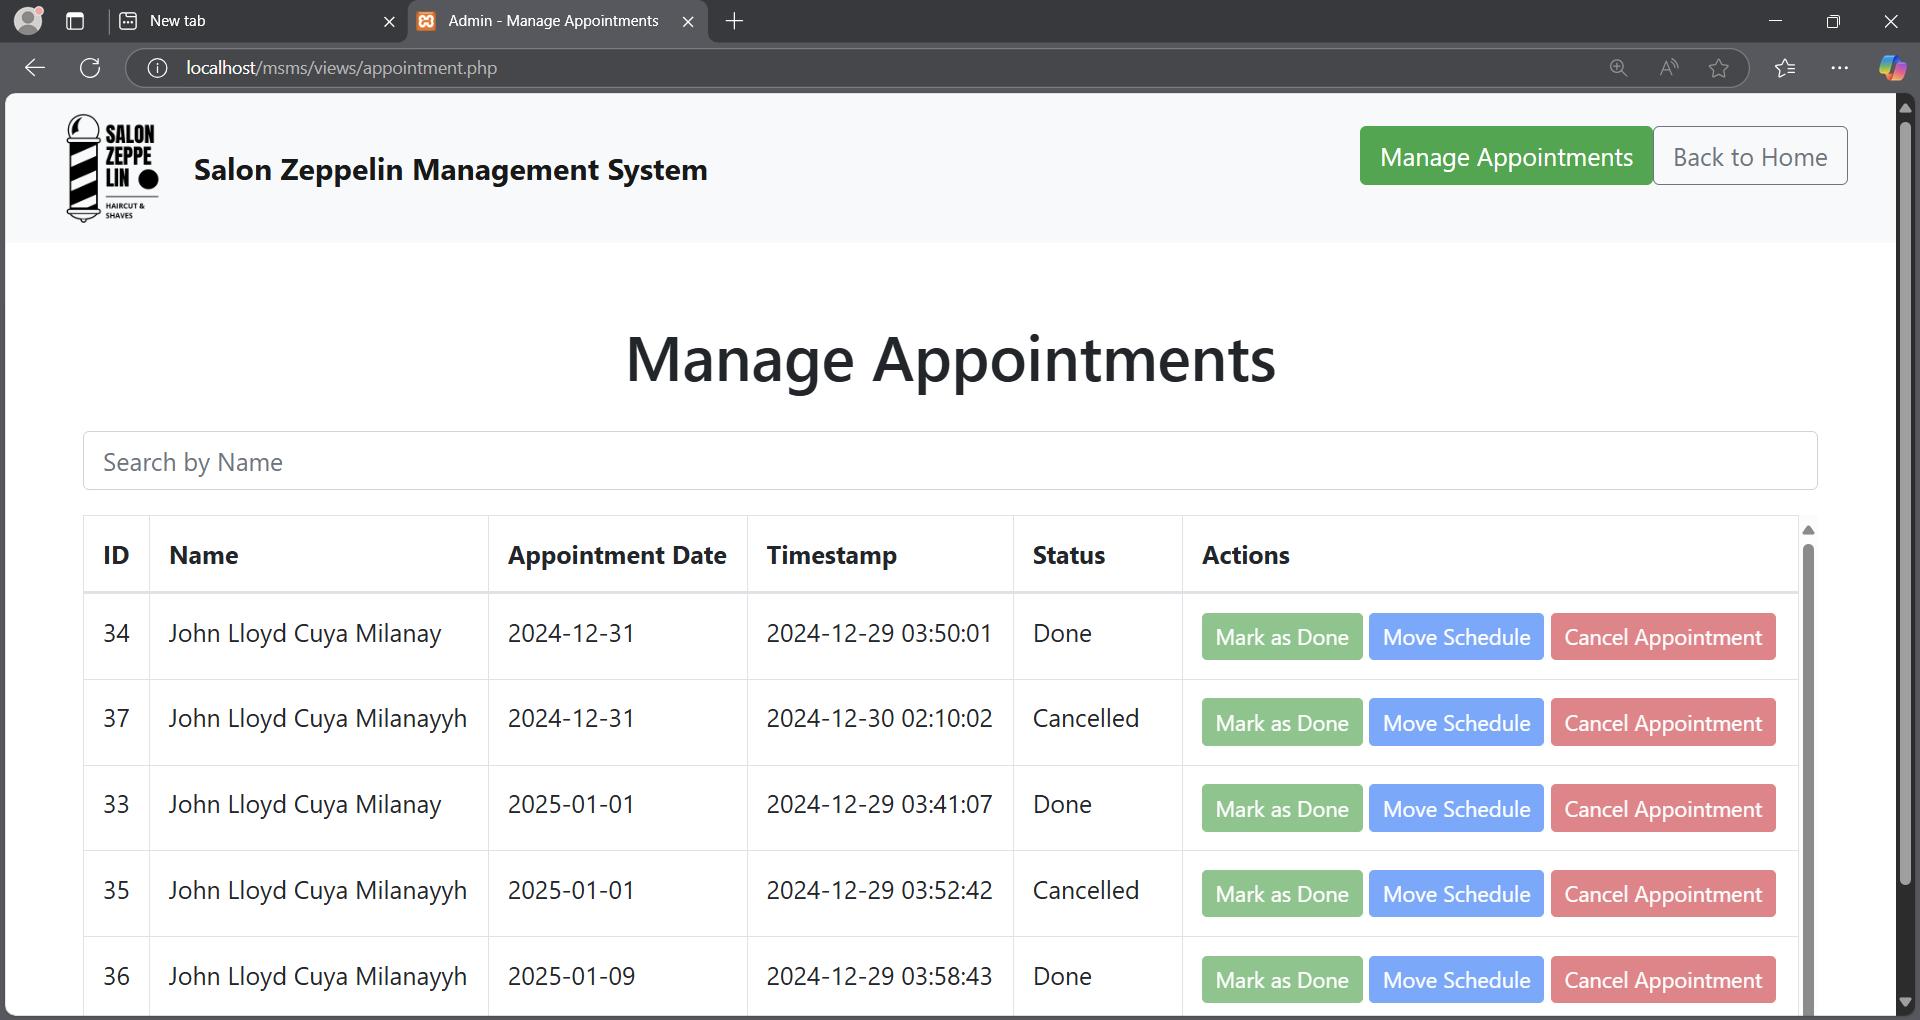 New tab
Admin - Manage Appointments
localhost/msms/views/appointment.php
SALON
ZEPPE
LIN
HAIRCUT &
SHAVES
Salon Zeppelin Management System
Manage Appointments
Back to Home
Manage Appointments
Search by Name
ID Name Appointment Date Timestamp Status Actions
34 John Lloyd Cuya Milanay 2024-12-31 2024-12-29 03:50:01 Done Mark as Done Move Schedule Cancel Appointment
37 John Lloyd Cuya Milanayyh 2024-12-31 2024-12-30 02:10:02 Cancelled Mark as Done Move Schedule Cancel Appointment
33 John Lloyd Cuya Milanay 2025-01-01 2024-12-29 03:41:07 Done Mark as Done Move Schedule Cancel Appointment
35 John Lloyd Cuya Milanayyh 2025-01-01 2024-12-29 03:52:42 Cancelled Mark as Done Move Schedule Cancel Appointment
36 John Lloyd Cuya Milanayyh 2025-01-09 2024-12-29 03:58:43 Done Mark as Done Move Schedule Cancel Appointment